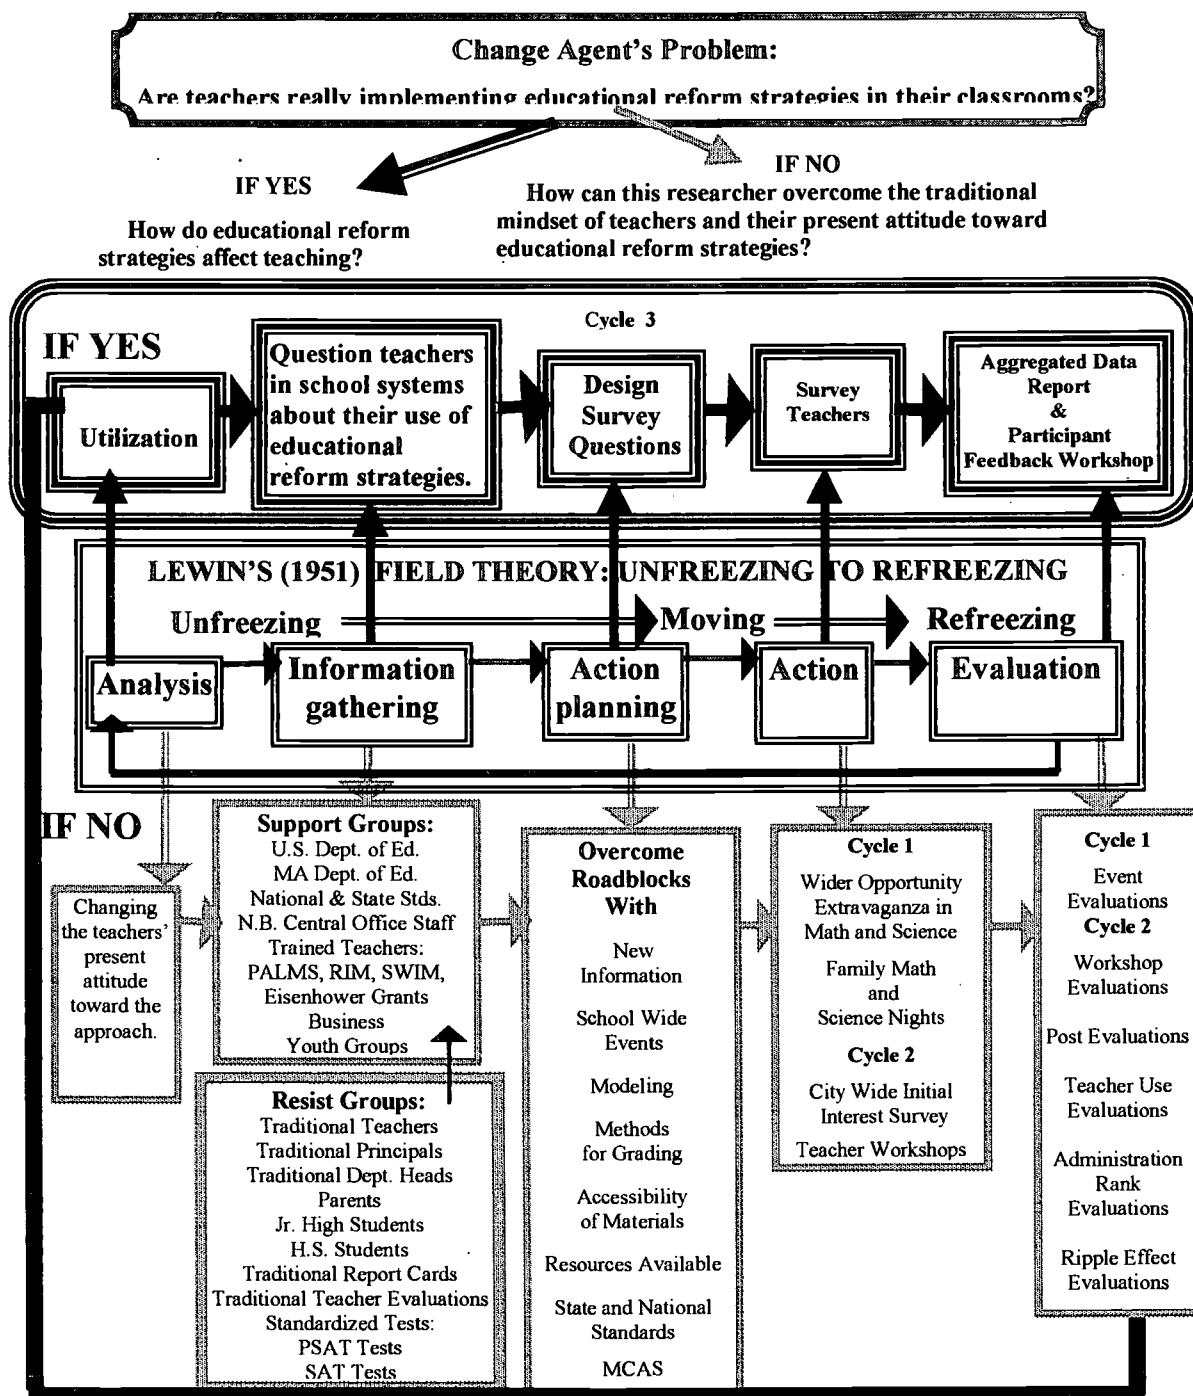 Change Agent's Problem:
Are teachers really implementing educational reform strategies in their classrooms?
IF YES
How do educational reform
strategies affect teaching?
IF NO
How can this researcher overcome the traditional
mindset of teachers and their present attitude toward
educational reform strategies?
Cycle 3
IF YES
Utilization
Question teachers
in school systems
about their use of
educational
reform strategies.
Design
Survey
Questions
Survey
Teachers
Aggregated Data
Report
&
Participant
Feedback Workshop
LEWIN'S (1951) FIELD THEORY: UNFREEZING TO REFREEZING
Unfreezing
Moving
Refreezing
Analysis
Information
gathering
Action
planning
Action
Evaluation
IF NO
Changing
the teachers'
present
attitude
toward the
approach.
Support Groups:
U.S. Dept. of Ed.
MA Dept. of Ed.
National & State Stds.
N.B. Central Office Staff
Trained Teachers:
PALMS, RIM, SWIM,
Eisenhower Grants
Business
Youth Groups
Resist Groups:
Traditional Teachers
Traditional Principals
Traditional Dept. Heads
Parents
Jr. High Students
H.S. Students
Traditional Report Cards
Traditional Teacher Evaluations
Standardized Tests:
PSAT Tests
SAT Tests
Overcome
Roadblocks
With
New
Information
School Wide
Events
Modeling
Methods
for Grading
Accessibility
of Materials
Resources Available
State and National
Standards
MCAS
Cycle 1
Wider Opportunity
Extravaganza in
Math and Science
Family Math
and
Science Nights
Cycle 2
City Wide Initial
Interest Survey
Teacher Workshops
Cycle 1
Event
Evaluations
Cycle 2
Workshop
Evaluations
Post Evaluations
Teacher Use
Evaluations
Administration
Rank
Evaluations
Ripple Effect
Evaluations